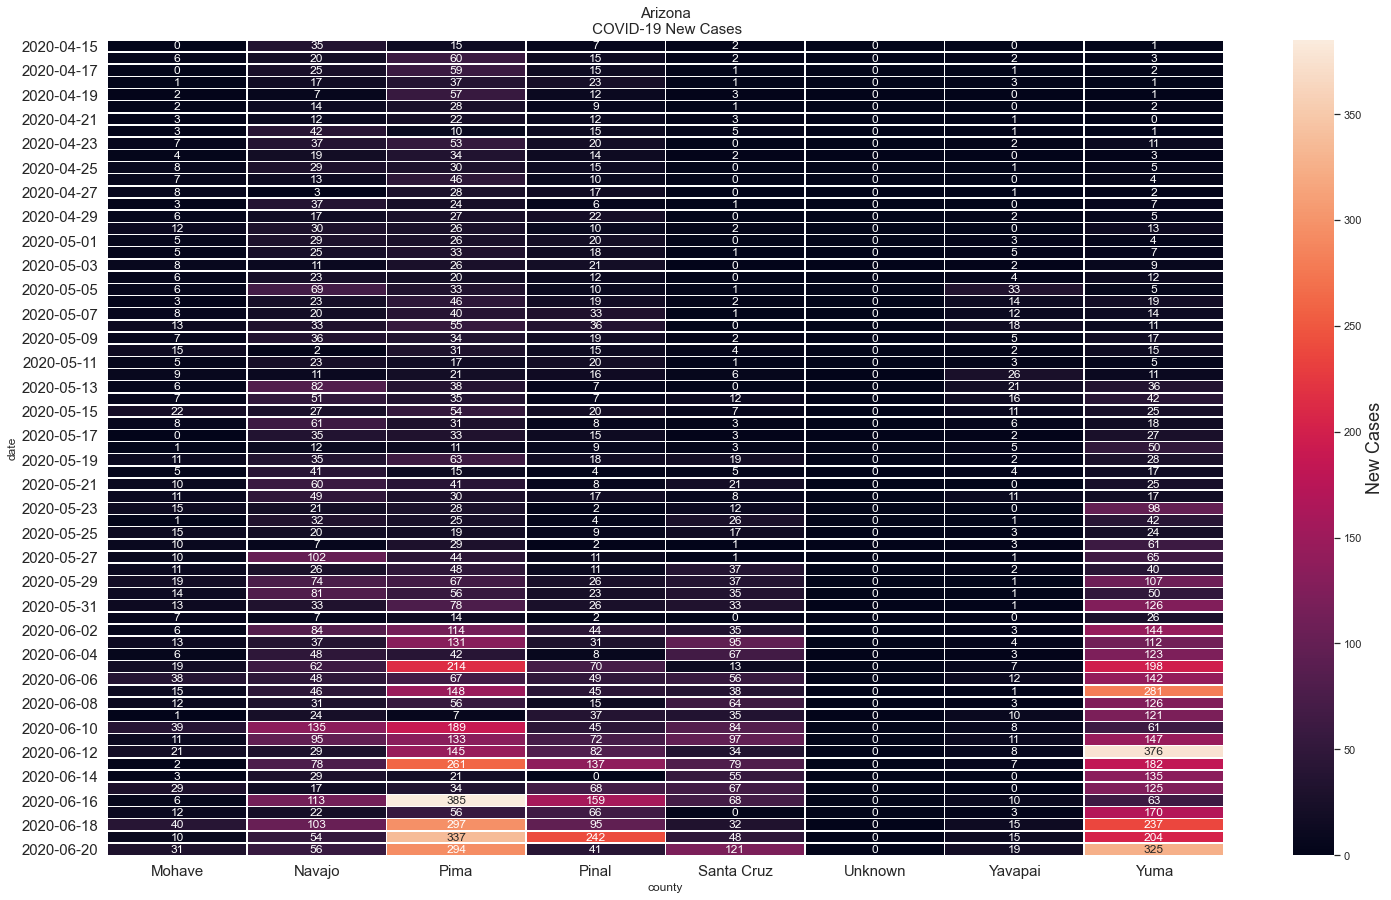 Arizona
COVID-19 New Cases
2020-04-15 0 35 15 7 2 0 0 1
6 20 60 15 2 0 2 3
2020-04-17 0 25 59 15 1 0 1 2
1 17 37 23 1 0 3 1
2020-04-19 2 7 57 12 3 0 0 1
2 14 28 9 1 0 0 2
2020-04-21 3 12 22 12 3 0 1 0
3 42 10 15 5 0 1 1
2020-04-23 7 37 53 20 0 0 2 11
4 19 34 14 2 0 0 3
2020-04-25 8 29 30 15 0 0 1 5
7 13 46 10 0 0 0 4
2020-04-27 8 3 28 17 0 0 1 2
3 37 24 6 1 0 0 7
2020-04-29 6 17 27 22 0 0 2 5
12 30 26 10 2 0 0 13
2020-05-01 5 29 26 20 0 0 3 4
5 25 33 18 1 0 5 7
2020-05-03 8 11 26 21 0 0 2 9
6 23 20 12 0 0 4 12
2020-05-05 6 69 33 10 1 0 33 5
3 23 46 19 2 0 14 19
2020-05-07 8 20 40 33 1 0 12 14
13 33 55 36 0 0 18 11
2020-05-09 7 36 34 19 2 0 5 17
15 2 31 15 4 0 2 15
2020-05-11 5 23 17 20 1 0 3 5
9 11 21 16 6 0 26 11
2020-05-13 6 82 38 7 0 0 21 36
7 51 35 7 12 0 16 42
2020-05-15 22 27 54 20 7 0 11 25
8 61 31 8 3 0 6 18
2020-05-17 0 35 33 15 3 0 2 27
1 12 11 9 3 0 5 50
2020-05-19 11 35 63 18 19 0 2 28
5 41 15 4 5 0 4 17
2020-05-21 10 60 41 8 21 0 0 25
11 49 30 17 8 0 11 17
2020-05-23 15 21 28 2 12 0 0 98
1 32 25 4 26 0 1 42
2020-05-25 15 20 19 9 17 0 3 24
10 7 29 2 1 0 3 61
2020-05-27 10 102 44 11 1 0 1 65
11 26 48 11 37 0 2 40
2020-05-29 19 74 67 26 37 0 1 107
14 81 56 23 35 0 1 50
2020-05-31 13 33 78 26 33 0 1 126
7 7 14 2 0 0 0 26
2020-06-02 6 84 114 44 35 0 3 144
13 37 131 31 95 0 4 112
2020-06-04 6 48 42 8 67 0 3 123
19 62 214 70 13 0 7 198
2020-06-06 38 48 67 49 56 0 12 142
15 46 148 45 38 0 1 281
2020-06-08 12 31 56 15 64 0 3 126
1 24 7 37 35 0 10 121
2020-06-10 39 135 189 45 84 0 8 61
11 95 133 72 97 0 11 147
2020-06-12 21 29 145 82 34 0 8 376
2 78 261 137 79 0 7 182
2020-06-14 3 29 21 0 55 0 0 135
29 17 34 68 67 0 0 125
2020-06-16 6 113 385 159 68 0 10 63
12 22 56 66 0 0 3 170
2020-06-18 40 103 297 95 32 0 15 237
10 54 337 242 48 0 15 204
2020-06-20 31 56 294 41 121 0 19 325
Mohave Navajo Pima Pinal Santa Cruz Unknown Yavapai Yuma
county
date
350
300
250
200
150
100
50
0
New Cases